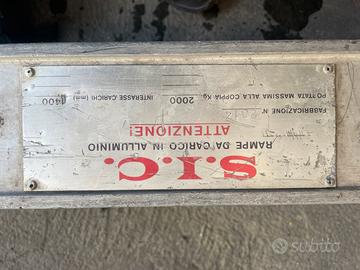 S.I.C.
RAMPE DA CARICO IN ALLUMINIO
ATTENZIONE!
FABBRICAZIONE N°
PORTATA MASSIMA ALLA COPPIA Kg 2000
INTERASSE CARICHI (mm) 1400
subito